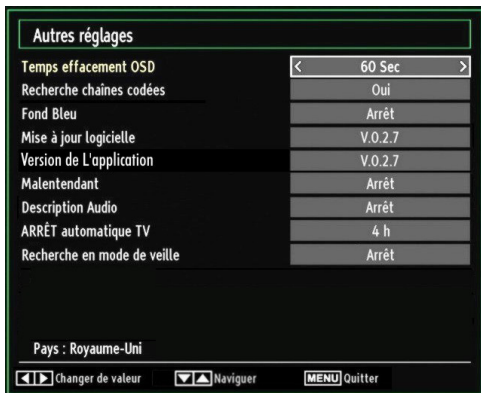 Autres réglages
Temps effacement OSD < 60 Sec >
Recherche chaînes codées Oui
Fond Bleu Arrêt
Mise à jour logicielle V.0.2.7
Version de L'application V.0.2.7
Malentendant Arrêt
Description Audio Arrêt
ARRÊT automatique TV 4 h
Recherche en mode de veille Arrêt
Pays : Royaume-Uni
Changer de valeur Naviguer MENU Quitter